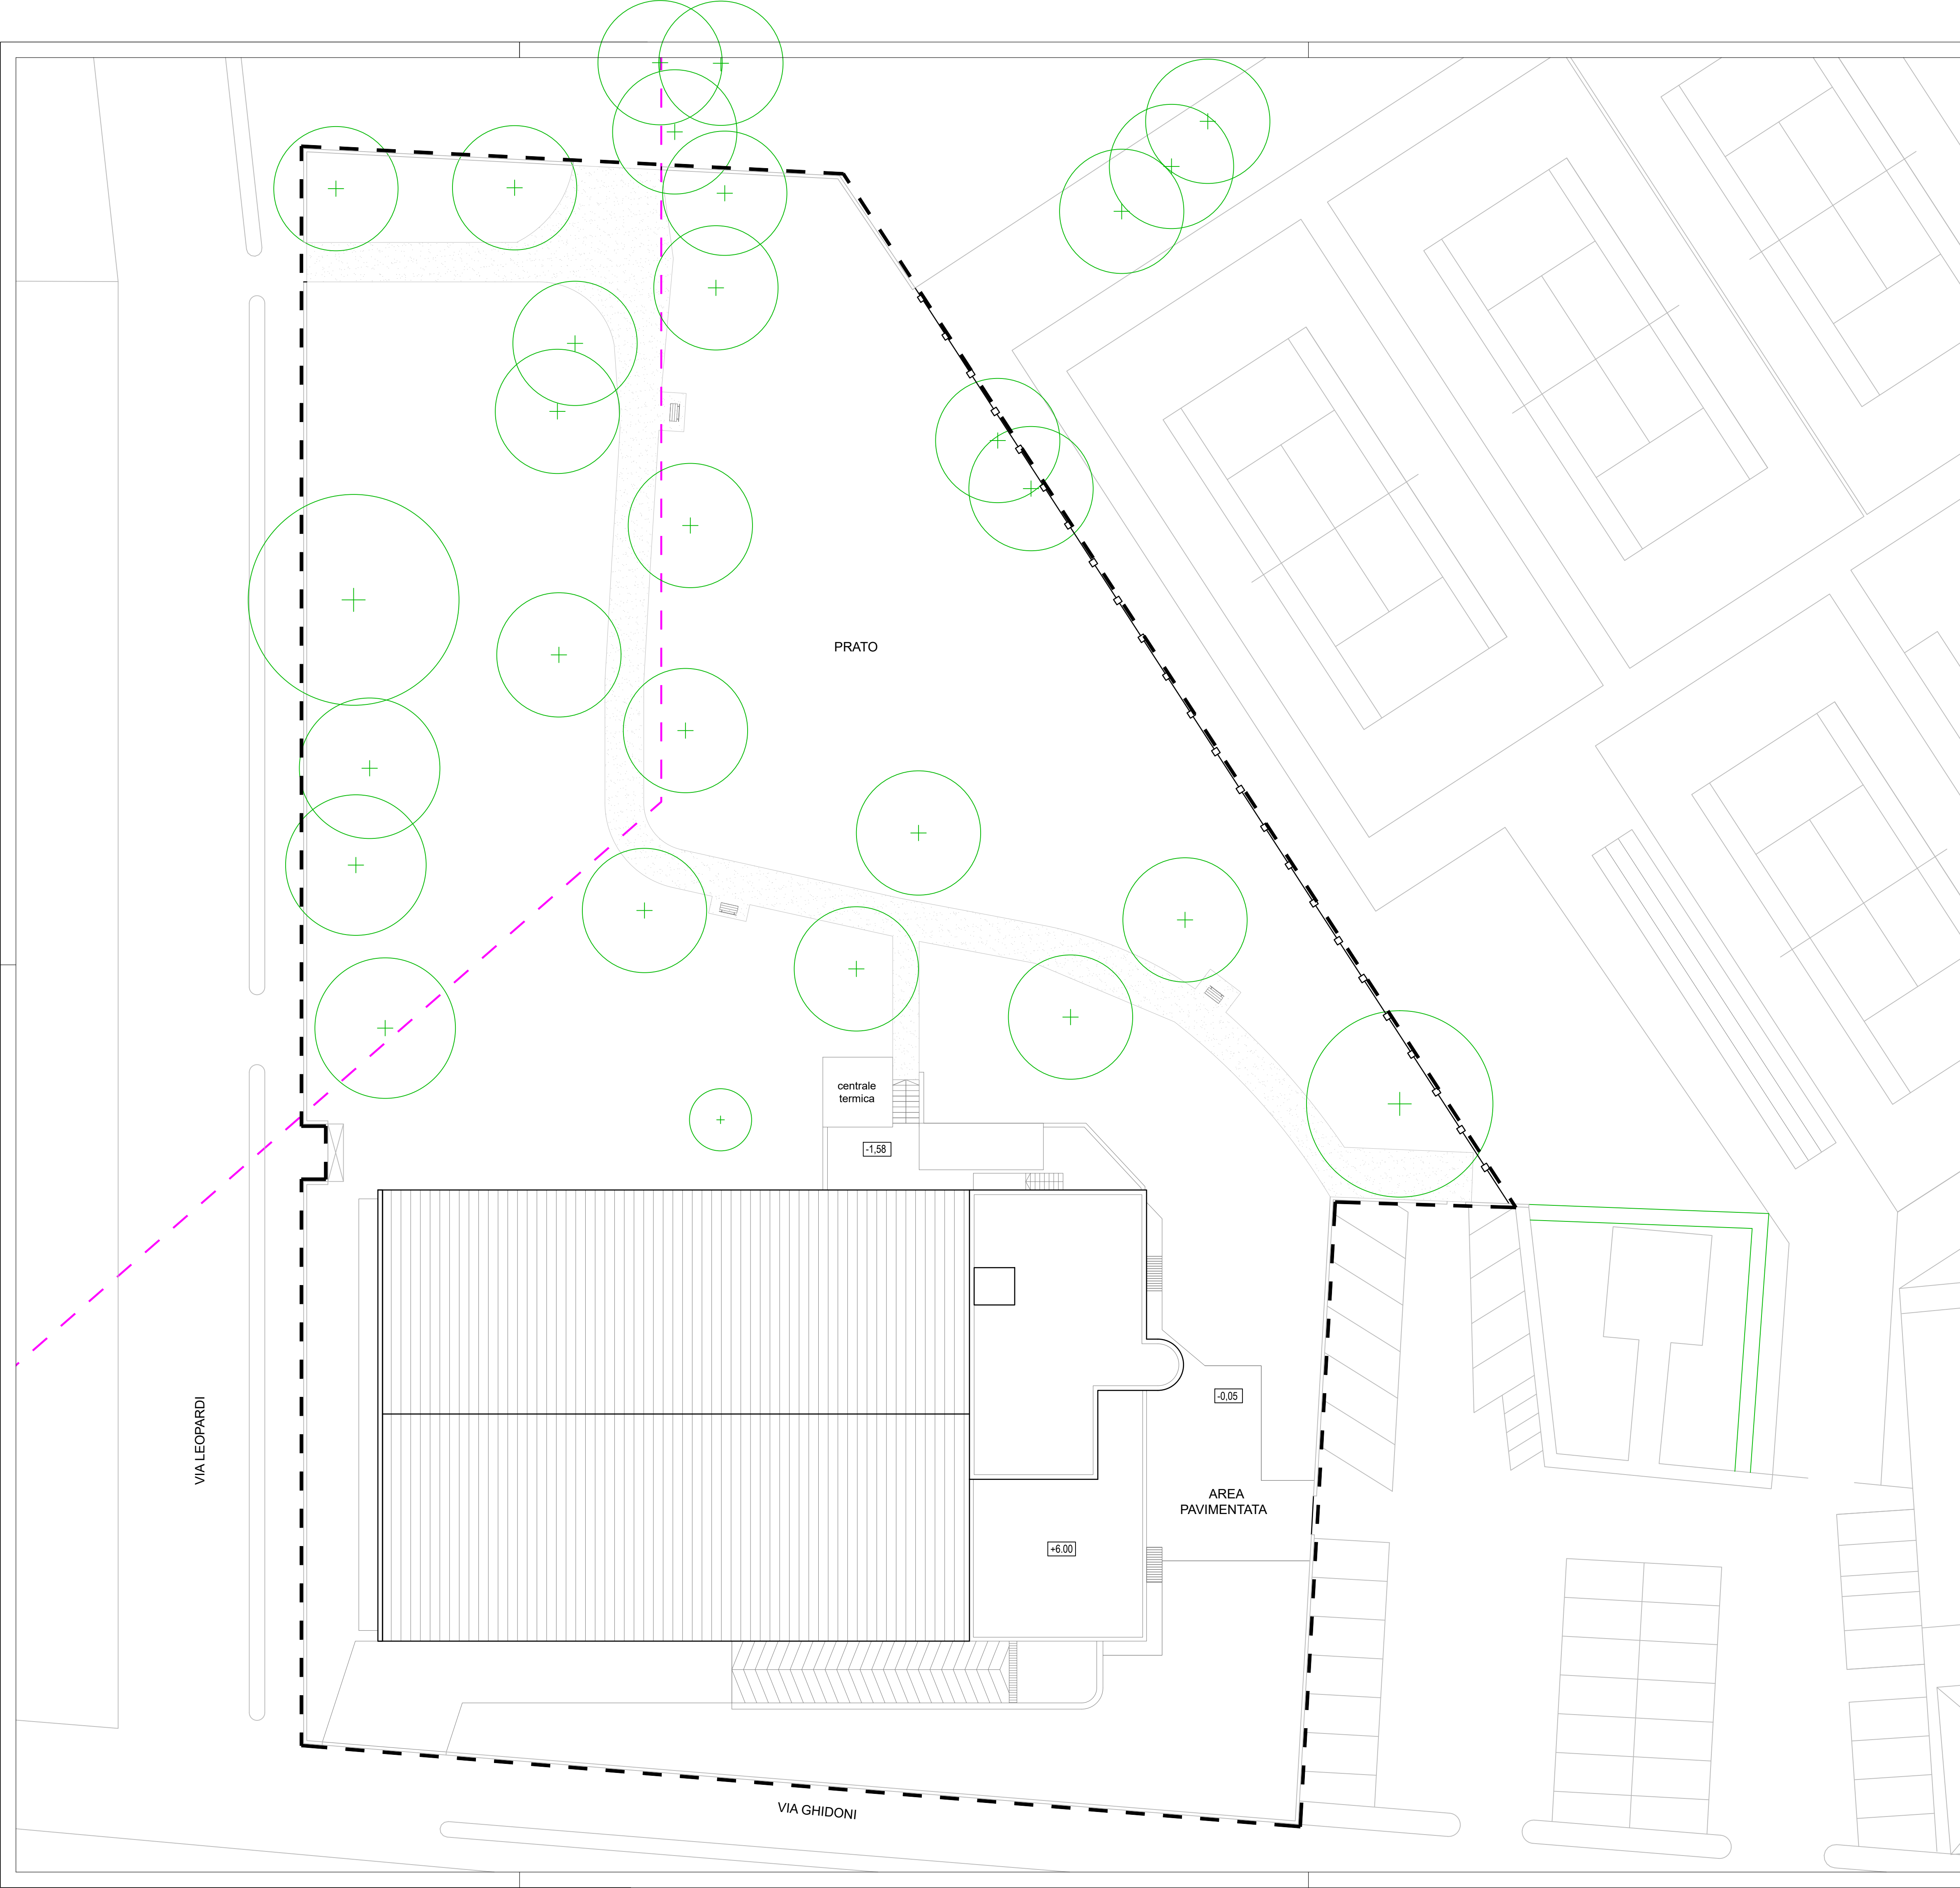 PRATO
centrale
termica
-1,58
-0,05
VIA LEOPARDI
AREA
PAVIMENTATA
+6.00
VIA GHIDONI